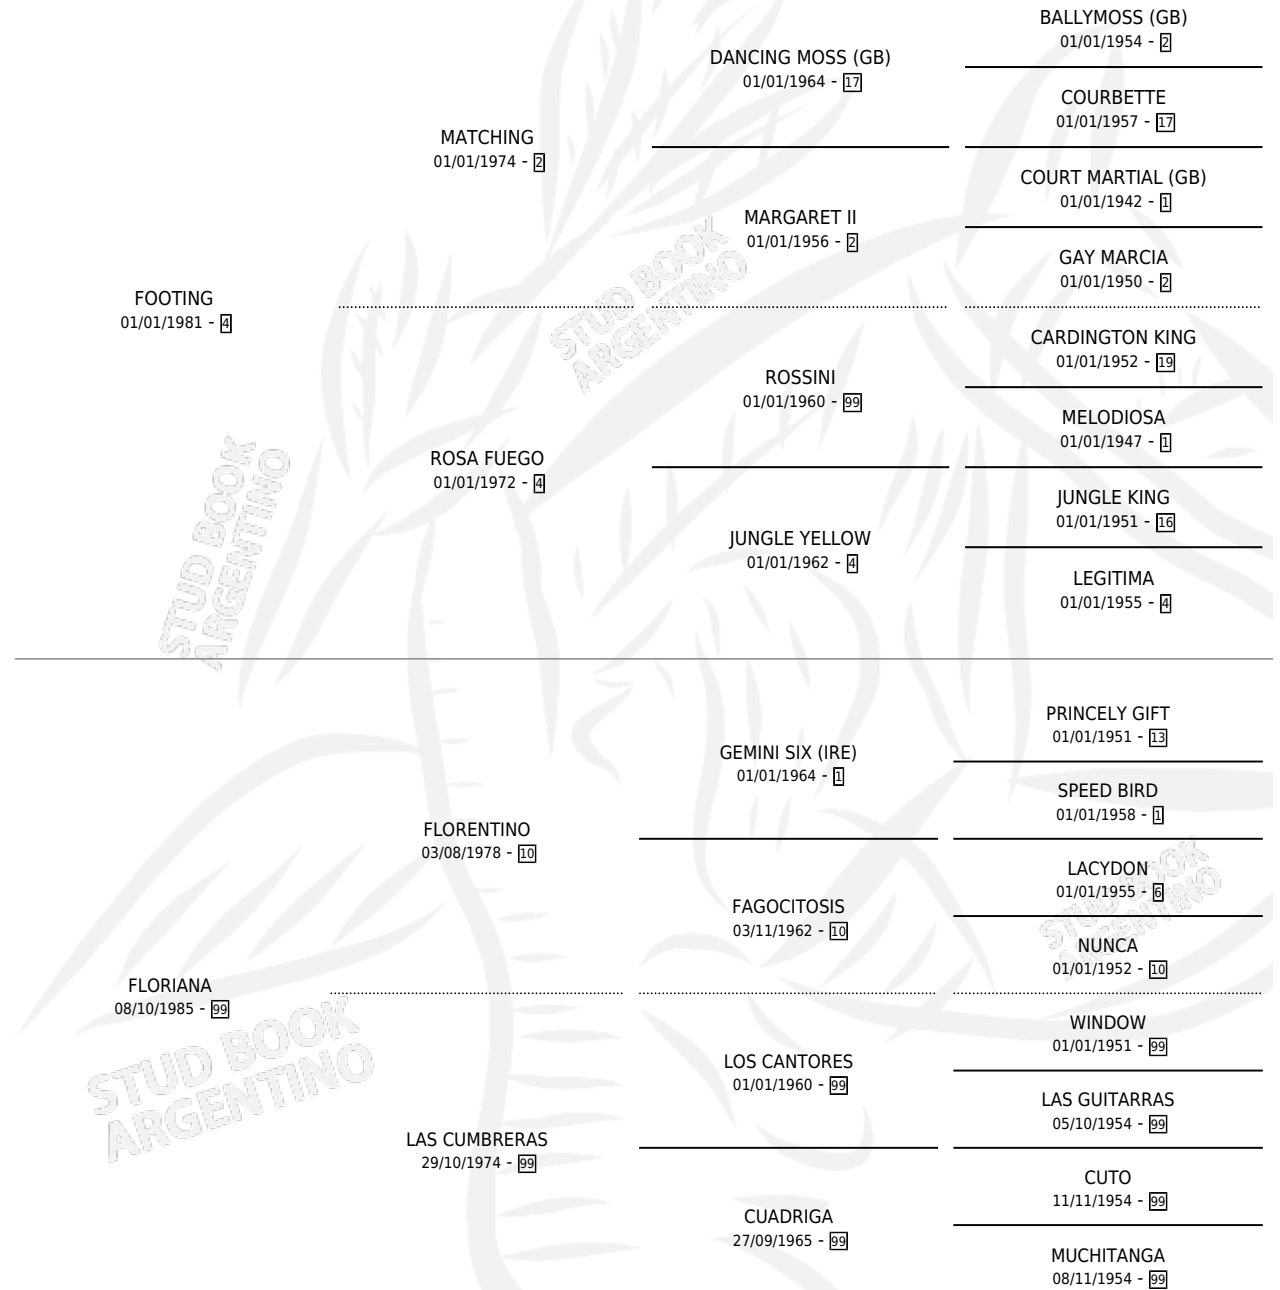 BALLYMOSS (GB)
01/01/1954 - 2
DANCING MOSS (GB)
01/01/1964 - 17
COURBETTE
01/01/1957 - 17
MATCHING
01/01/1974 - 2
COURT MARTIAL (GB)
01/01/1942 - 1
MARGARET II
01/01/1956 - 2
GAY MARCIA
01/01/1950 - 2
FOOTING
01/01/1981 - 4
STUD BOOK
ARGENTINO
CARDINGTON KING
01/01/1952 - 19
ROSSINI
01/01/1960 - 99
MELODIOSA
01/01/1947 - 1
ROSA FUEGO
01/01/1972 - 4
JUNGLE KING
01/01/1951 - 16
JUNGLE YELLOW
01/01/1962 - 4
LEGITIMA
01/01/1955 - 4
STUD BOOK
ARGENTINO
PRINCELY GIFT
01/01/1951 - 13
GEMINI SIX (IRE)
01/01/1964 - 1
SPEED BIRD
01/01/1958 - 1
FLORENTINO
03/08/1978 - 10
LACYDON
01/01/1955 - 6
FAGOCITOSIS
03/11/1962 - 10
STUD BOOK
ARGENTINO
NUNCA
01/01/1952 - 10
FLORIANA
08/10/1985 - 99
WINDOW
01/01/1951 - 99
LOS CANTORES
01/01/1960 - 99
STUD BOOK
ARGENTINO
LAS GUITARRAS
05/10/1954 - 99
LAS CUMBRERAS
29/10/1974 - 99
CUTO
11/11/1954 - 99
CUADRIGA
27/09/1965 - 99
MUCHITANGA
08/11/1954 - 99